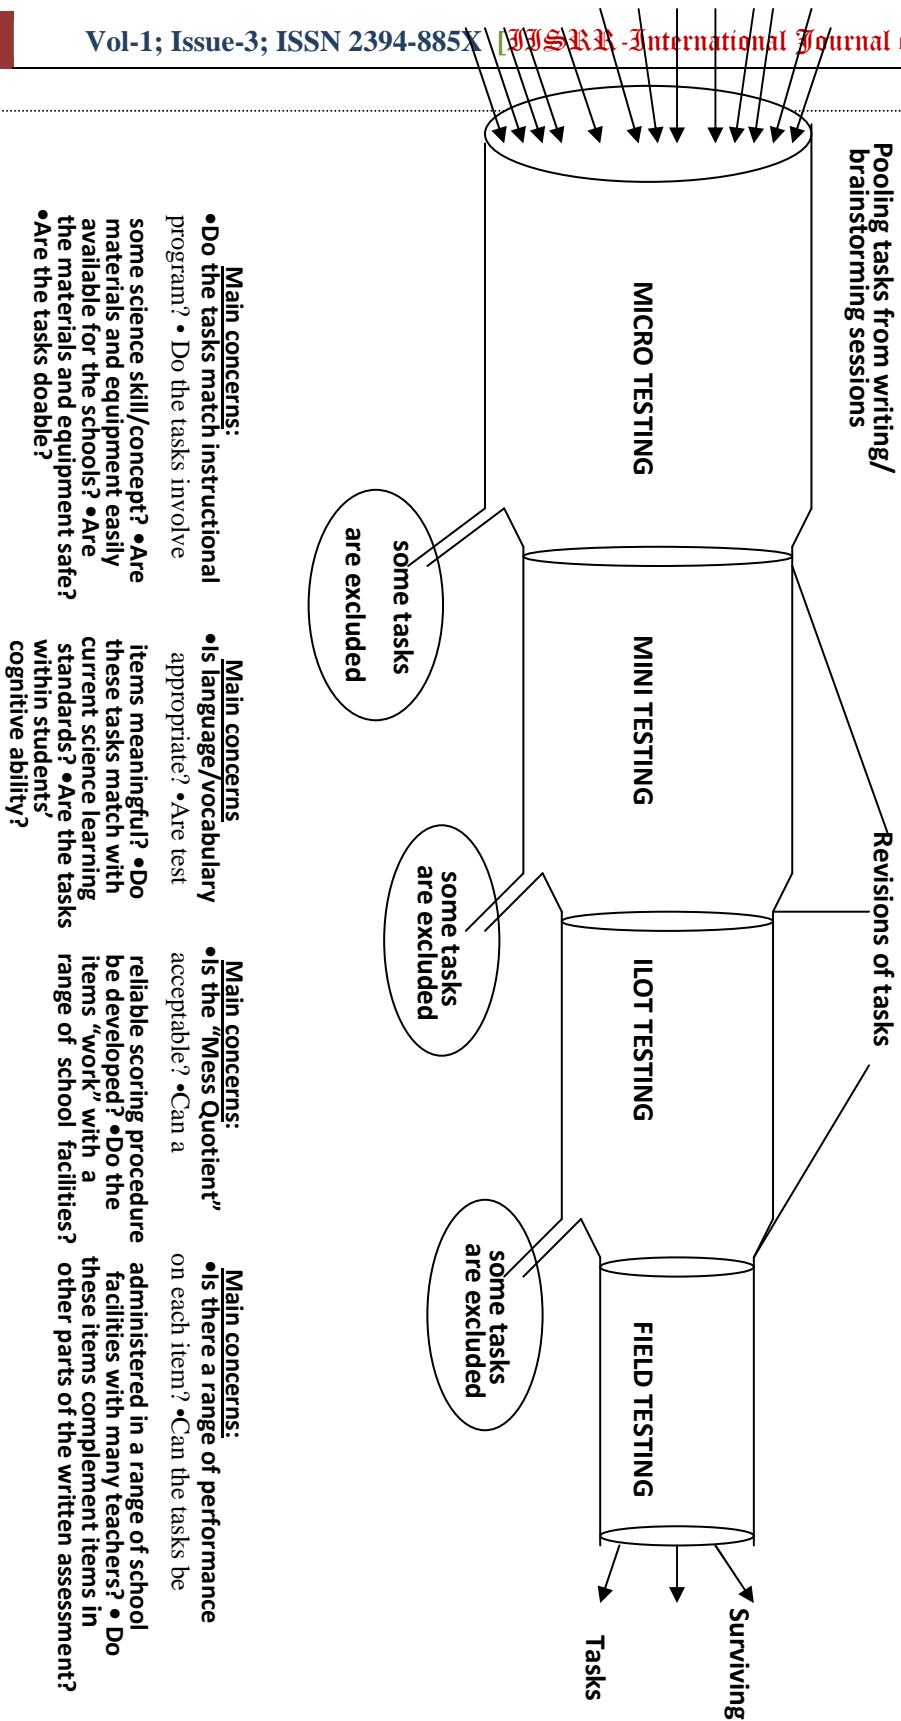 Vol-1; Issue-3; ISSN 2394-885X [IJSRR-International Journal
Pooling tasks from writing/
brainstorming sessions
Revisions of tasks
MICRO TESTING
MINI TESTING
ILOT TESTING
FIELD TESTING
Surviving
Tasks
some tasks
are excluded
some tasks
are excluded
some tasks
are excluded
Main concerns:
•Do the tasks match instructional
program? • Do the tasks involve
some science skill/concept? •Are
materials and equipment easily
available for the schools? •Are
the materials and equipment safe?
•Are the tasks doable?
Main concerns
•Is language/vocabulary
appropriate? •Are test
items meaningful? •Do
these tasks match with
current science learning
standards? •Are the tasks
within students’
cognitive ability?
Main concerns:
•Is the “Mess Quotient”
acceptable? •Can a
reliable scoring procedure
be developed? •Do the
items “work” with a
range of school facilities?
Main concerns:
•Is there a range of performance
on each item? •Can the tasks be
administered in a range of school
facilities with many teachers? • Do
these items complement items in
other parts of the written assessment?